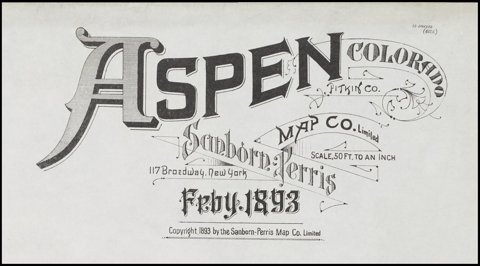 ASPEN
COLORADO
PITKIN CO.
Sanborn-Perris
MAP CO. Limited
SCALE, 50 FT. TO AN INCH
117 Broadway, New York
Feby. 1893
Copyright 1893 by the Sanborn-Perris Map Co. Limited